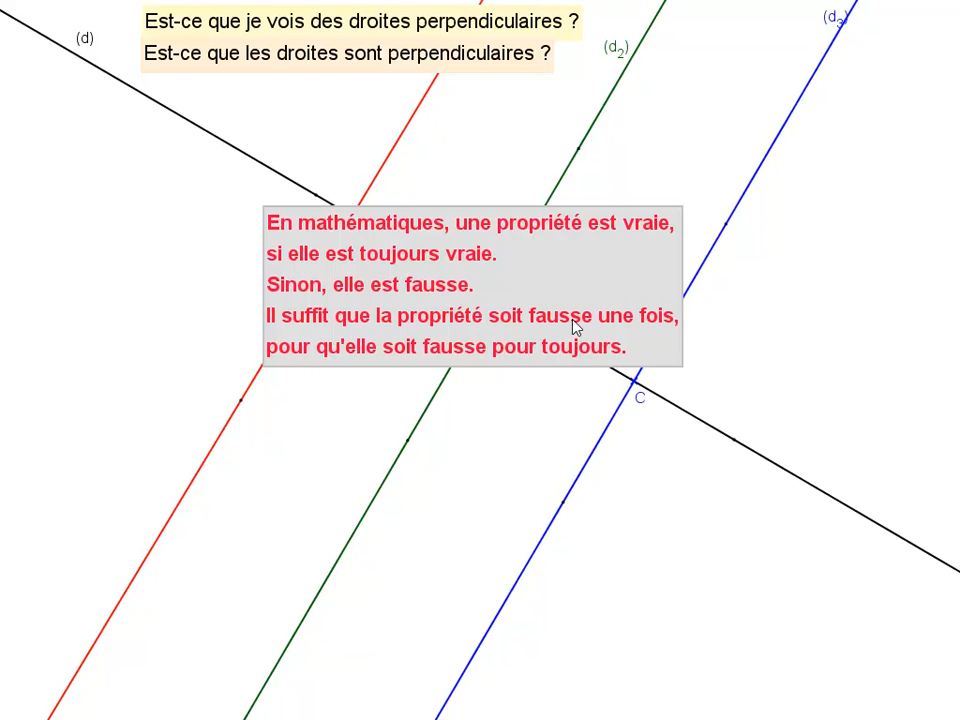 Est-ce que je vois des droites perpendiculaires ?
Est-ce que les droites sont perpendiculaires ?
(d)
(d₂)
(d₃)
En mathématiques, une propriété est vraie,
si elle est toujours vraie.
Sinon, elle est fausse.
Il suffit que la propriété soit fausse une fois,
pour qu'elle soit fausse pour toujours.
C